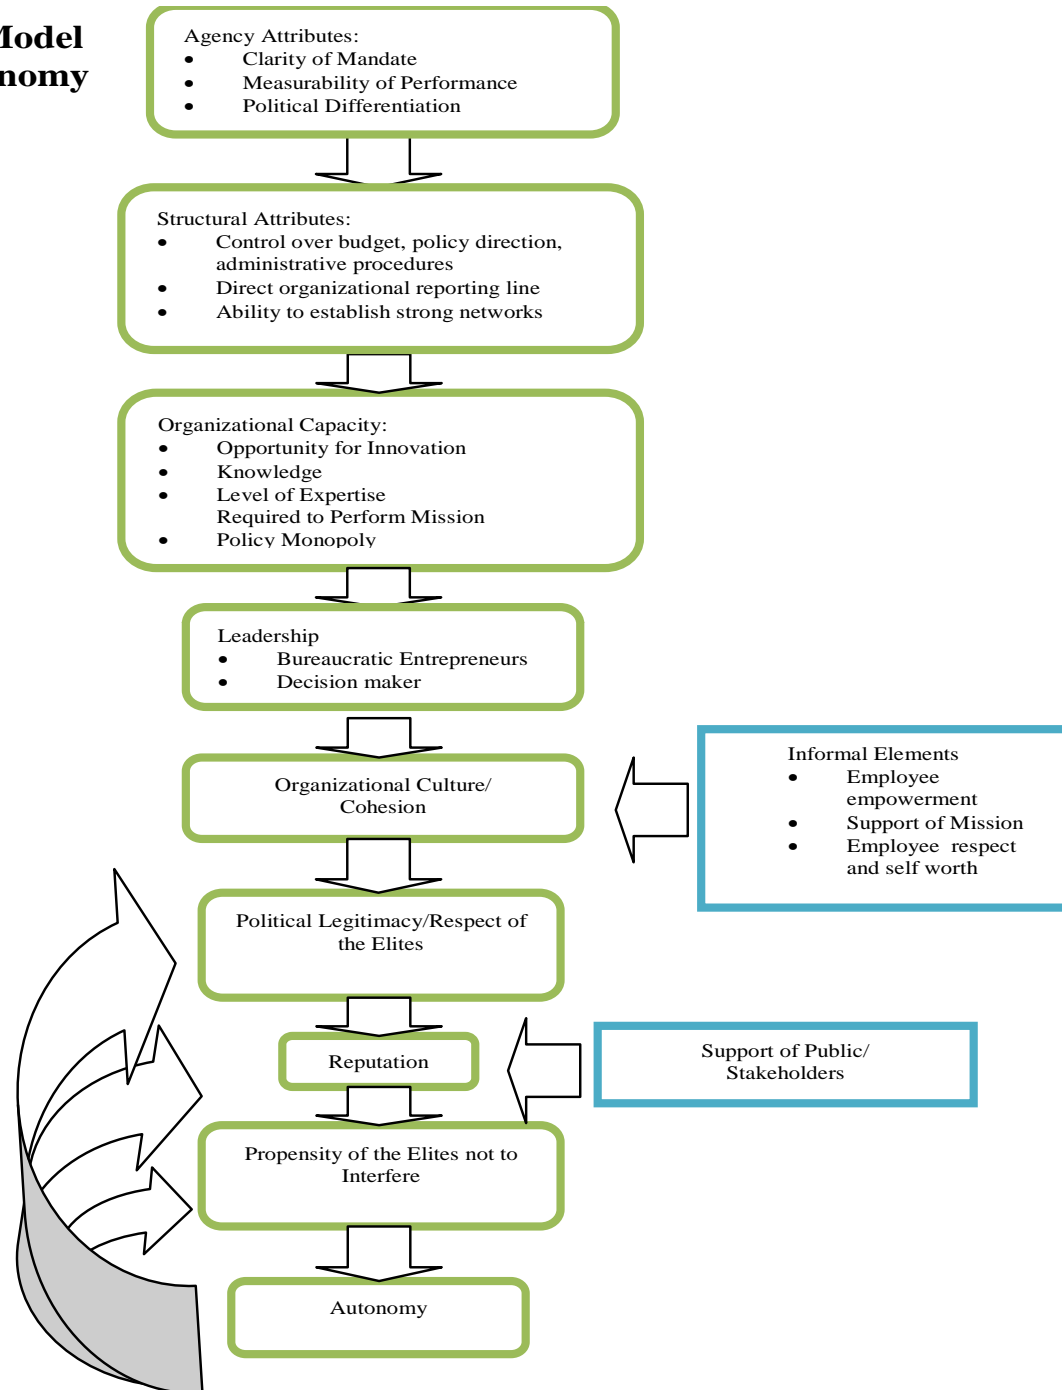 Model
nomy
Agency Attributes:
• Clarity of Mandate
• Measurability of Performance
• Political Differentiation
Structural Attributes:
• Control over budget, policy direction,
administrative procedures
• Direct organizational reporting line
• Ability to establish strong networks
Organizational Capacity:
• Opportunity for Innovation
• Knowledge
• Level of Expertise
Required to Perform Mission
• Policy Monopoly
Leadership
• Bureaucratic Entrepreneurs
• Decision maker
Organizational Culture/
Cohesion
Informal Elements
• Employee
empowerment
• Support of Mission
• Employee respect
and self worth
Political Legitimacy/Respect of
the Elites
Reputation
Support of Public/
Stakeholders
Propensity of the Elites not to
Interfere
Autonomy